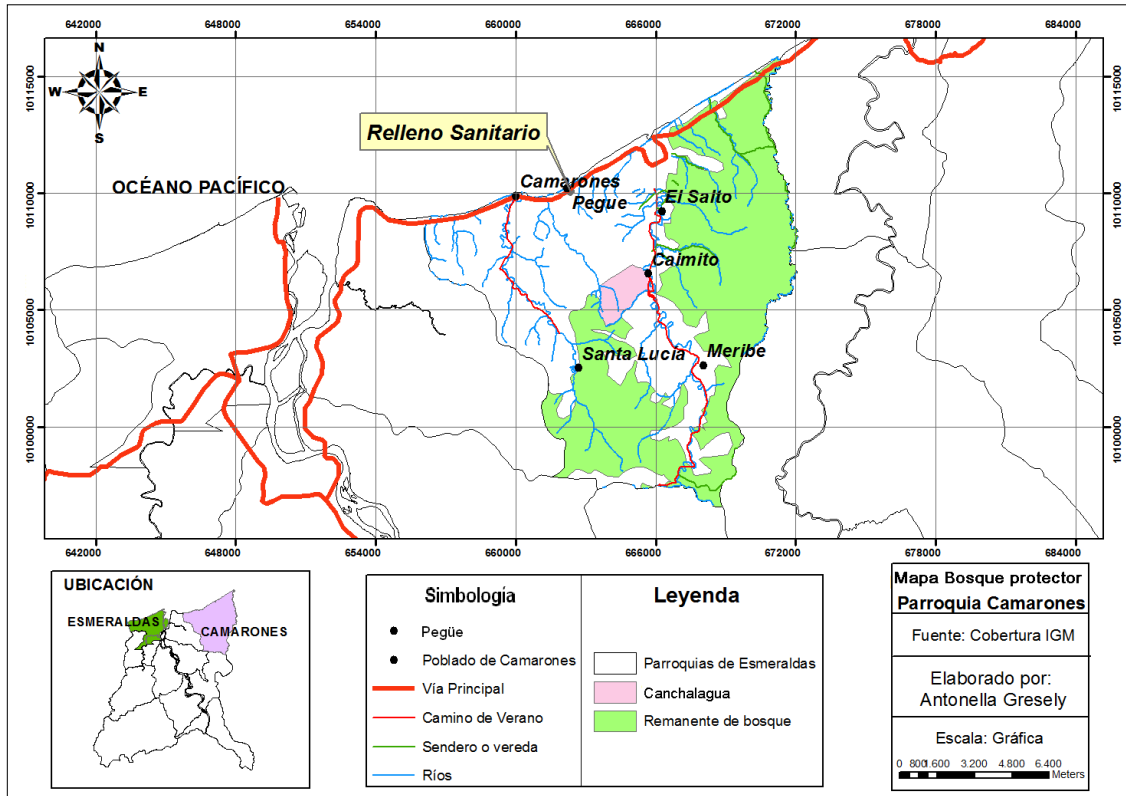 642000 648000 654000 660000 666000 672000 678000 684000
N
W E
S
10115000 10115000
10110000 10110000
10105000 10105000
10100000 10100000
Relleno Sanitario
OCÉANO PACÍFICO
Camarones
Pegue
El Salto
Caimito
Santa Lucía
Meribe
642000 648000 654000 660000 666000 672000 678000 684000
UBICACIÓN
ESMERALDAS
CAMARONES
Simbología
Pegüe
Poblado de Camarones
Vía Principal
Camino de Verano
Sendero o vereda
Ríos
Leyenda
Parroquias de Esmeraldas
Canchalagua
Remanente de bosque
Mapa Bosque protector
Parroquia Camarones
Fuente: Cobertura IGM
Elaborado por:
Antonella Gresely
Escala: Gráfica
0 800 1.600 3.200 4.800 6.400
Meters